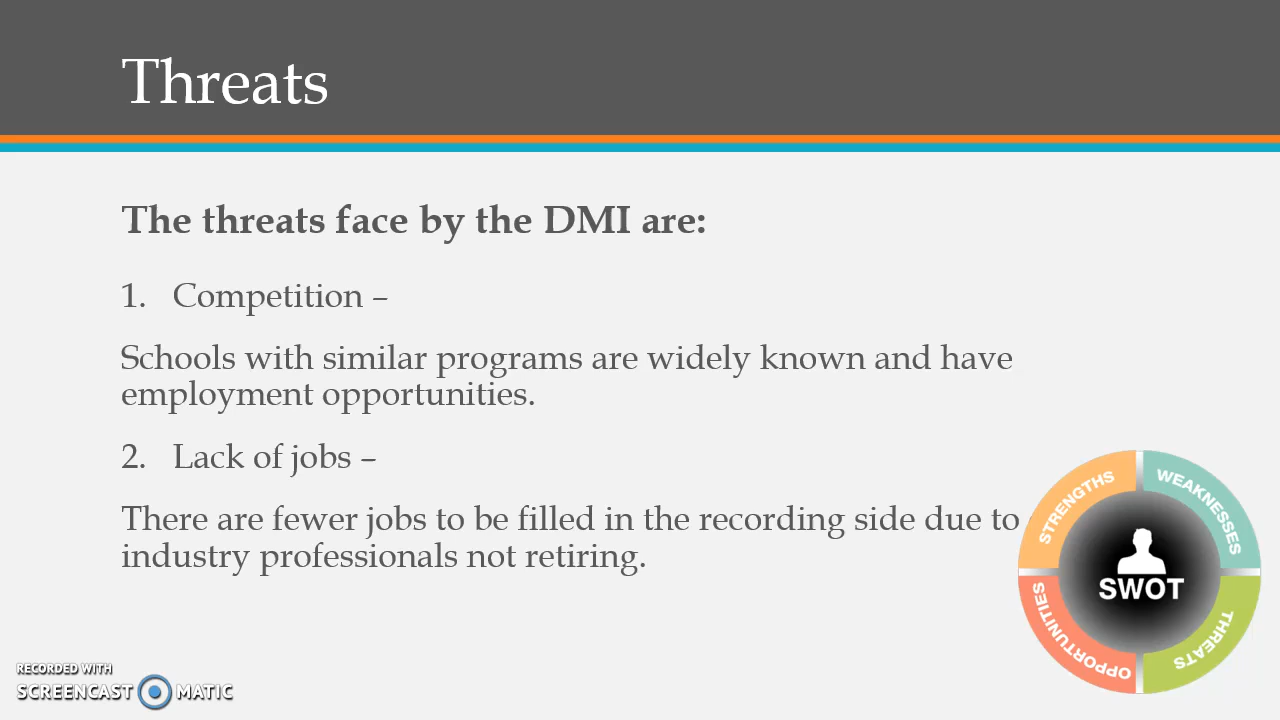 Threats
The threats face by the DMI are:
1. Competition –
Schools with similar programs are widely known and have
employment opportunities.
2. Lack of jobs –
There are fewer jobs to be filled in the recording side due to
industry professionals not retiring.
STRENGTHS
WEAKNESSES
SWOT
OPPORTUNITIES
THREATS
RECORDED WITH
SCREENCAST MATIC